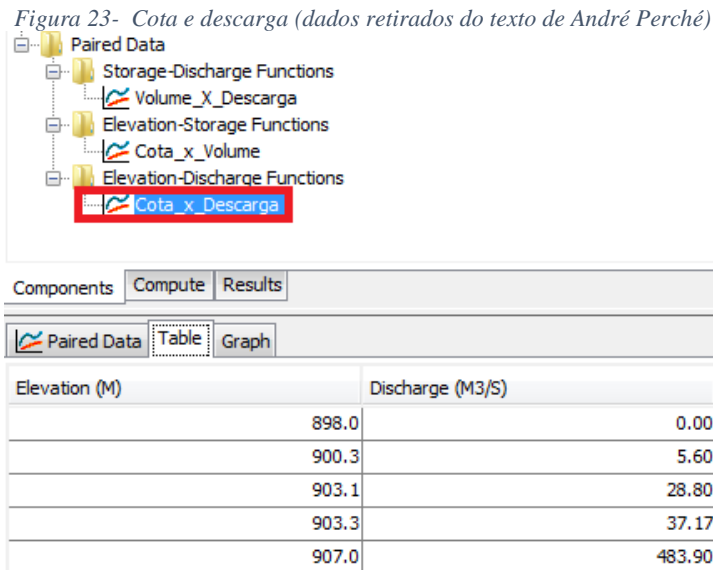 Figura 23- Cota e descarga (dados retirados do texto de André Perché)
Paired Data
Storage-Discharge Functions
Volume_X_Descarga
Elevation-Storage Functions
Cota_x_Volume
Elevation-Discharge Functions
Cota_x_Descarga
Components Compute Results
Paired Data Table Graph
Elevation (M) Discharge (M3/S)
898.0 0.00
900.3 5.60
903.1 28.80
903.3 37.17
907.0 483.90